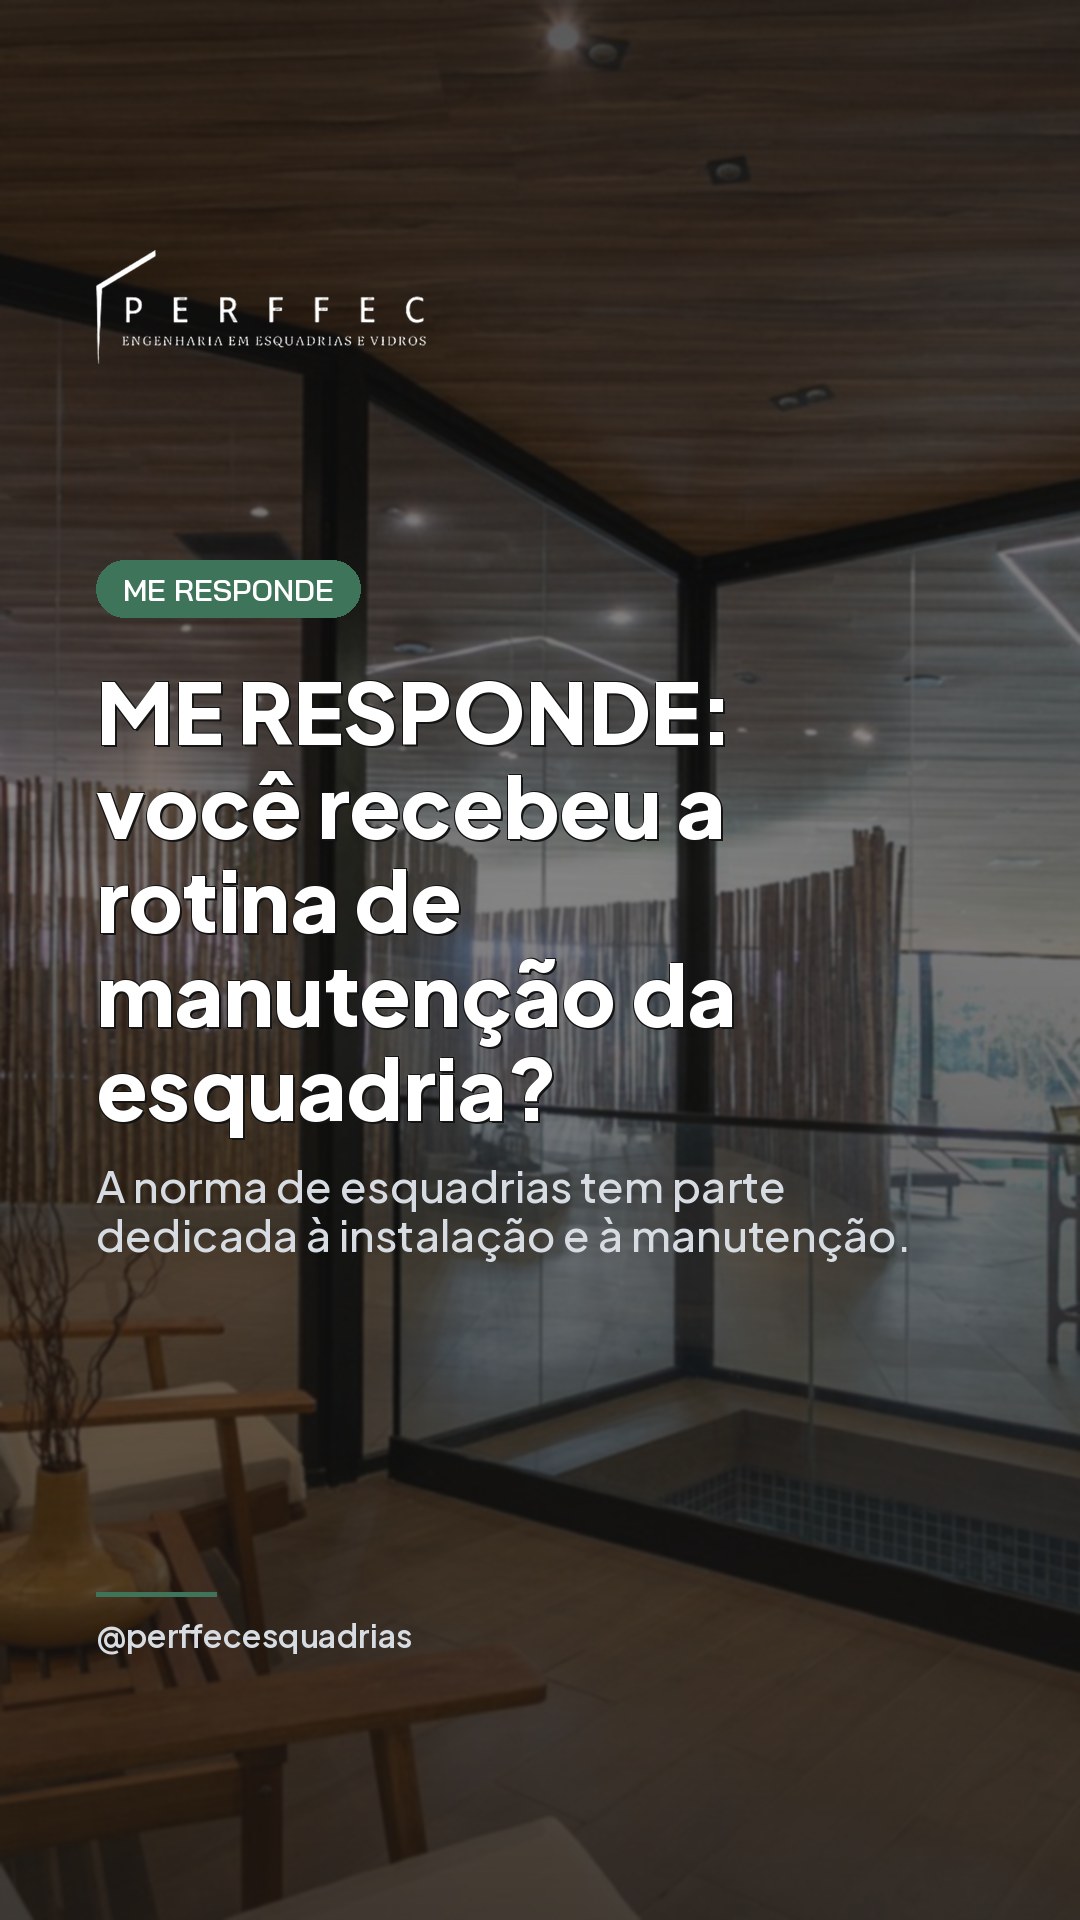 PERFFEC
ENGENHARIA EM ESQUADRIAS E VIDROS
ME RESPONDE
ME RESPONDE:
você recebeu a
rotina de
manutenção da
esquadria?
A norma de esquadrias tem parte
dedicada à instalação e à manutenção.
@perffecesquadrias